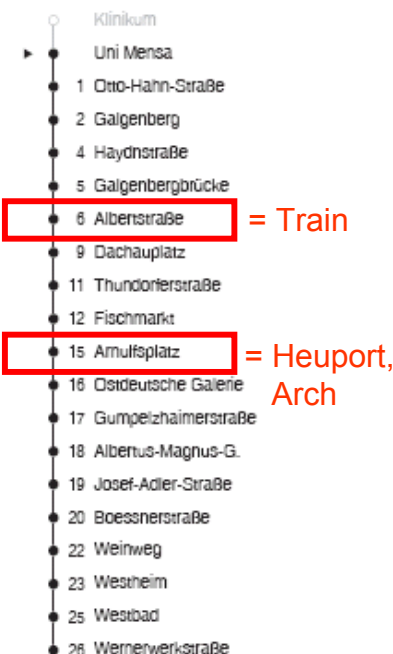 Klinikum
Uni Mensa
1 Otto-Hahn-Straße
2 Galgenberg
4 Haydnstraße
5 Galgenbergbrücke
6 Albertstraße = Train
9 Dachauplatz
11 Thundorferstraße
12 Fischmarkt
15 Arnulfsplatz = Heuport,
16 Ostdeutsche Galerie Arch
17 Gumpelzhaimerstraße
18 Albertus-Magnus-G.
19 Josef-Adler-Straße
20 Boessnerstraße
22 Weinweg
23 Westheim
25 Westbad
26 Wernerwerkstraße